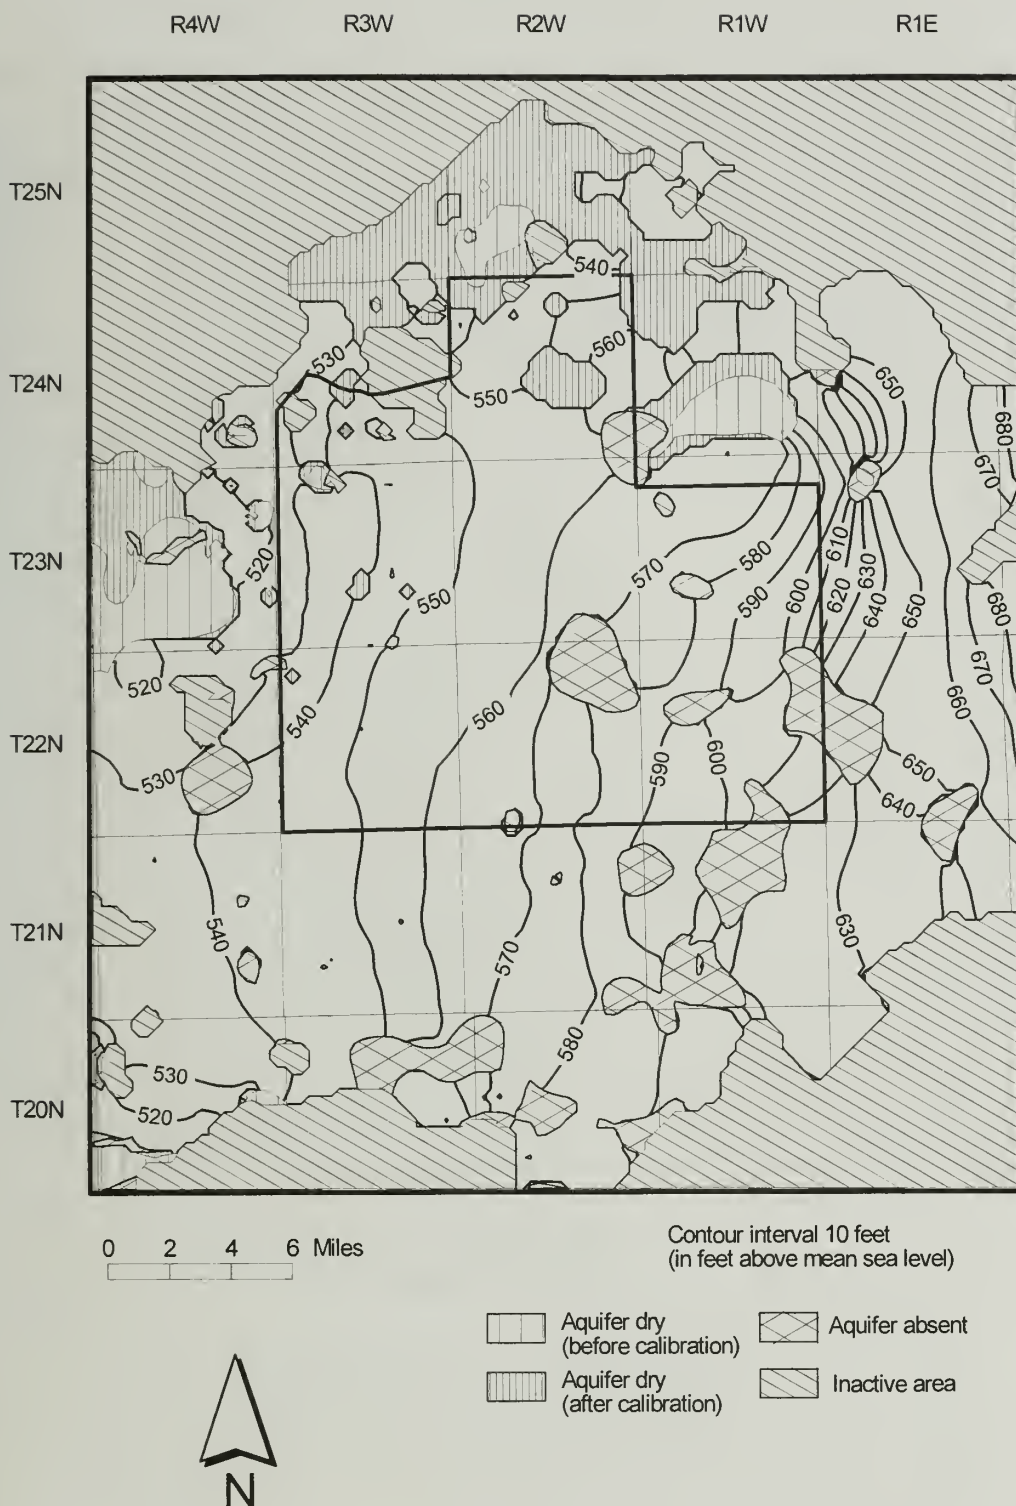 R4W R3W R2W R1W R1E
T25N
540
530 560
T24N 650
550
680
670
520 610
T23N 570 580 630
550 590 600 620 640 650 680
520 670
540 560 660
T22N 530 590 600 650
640
T21N 540 570 630
580
530
T20N 520
0 2 4 6 Miles
Contour interval 10 feet
(in feet above mean sea level)
Aquifer dry
(before calibration)
Aquifer absent
Aquifer dry
(after calibration)
Inactive area
N